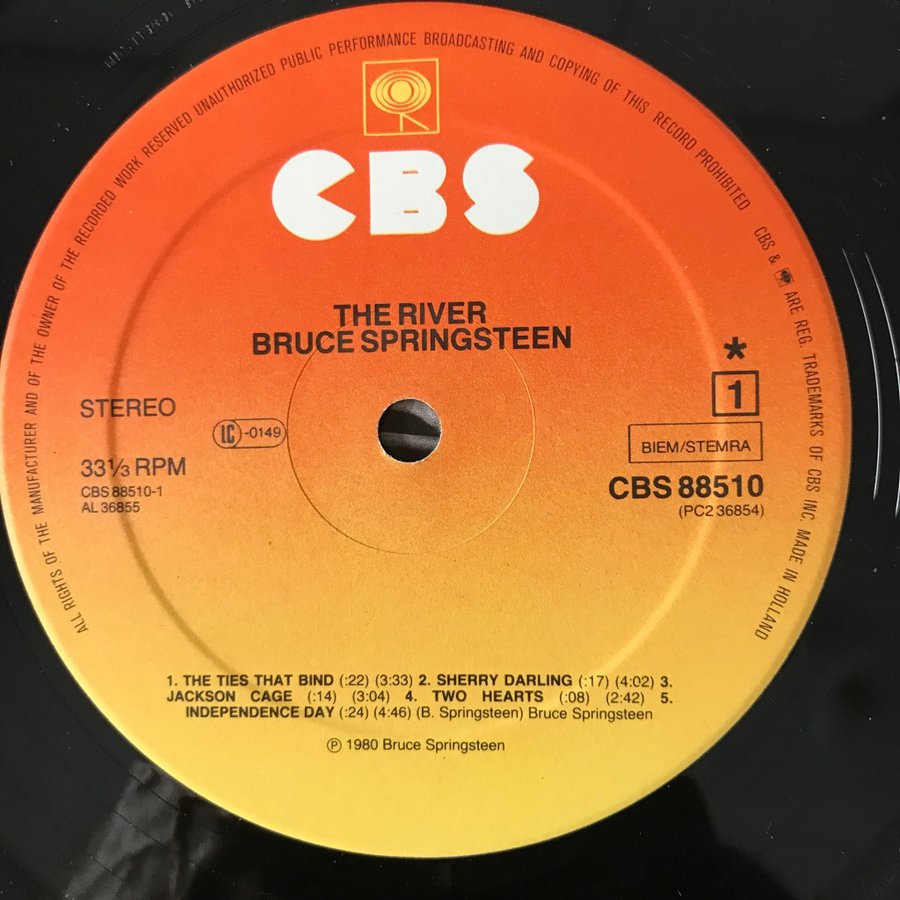 ALL RIGHTS OF THE MANUFACTURER AND OF THE OWNER OF THE RECORDED WORK RESERVED UNAUTHORIZED PUBLIC PERFORMANCE BROADCASTING AND COPYING OF THIS RECORD PROHIBITED
CBS & ARE REG. TRADEMARKS OF CBS INC. MADE IN HOLLAND
CBS
THE RIVER
BRUCE SPRINGSTEEN
STEREO
LC-0149
33⅓ RPM
CBS 88510-1
AL 36855
*
1
BIEM/STEMRA
CBS 88510
(PC2 36854)
1. THE TIES THAT BIND (:22) (3:33) 2. SHERRY DARLING (:17) (4:02) 3.
JACKSON CAGE (:14) (3:04) 4. TWO HEARTS (:08) (2:42) 5.
INDEPENDENCE DAY (:24) (4:46) (B. Springsteen) Bruce Springsteen
℗ 1980 Bruce Springsteen